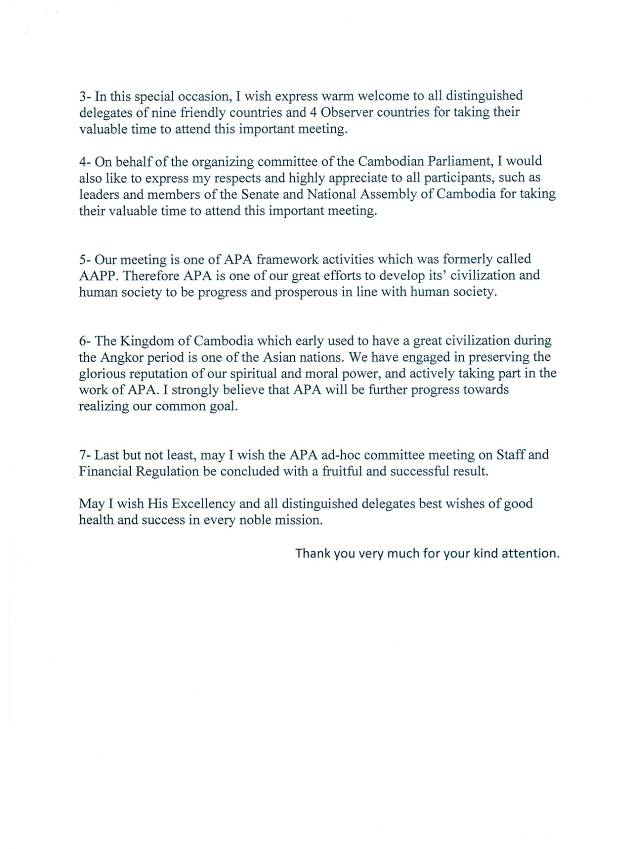 3- In this special occasion, I wish express warm welcome to all distinguished
delegates of nine friendly countries and 4 Observer countries for taking their
valuable time to attend this important meeting.
4- On behalf of the organizing committee of the Cambodian Parliament, I would
also like to express my respects and highly appreciate to all participants, such as
leaders and members of the Senate and National Assembly of Cambodia for taking
their valuable time to attend this important meeting.
5- Our meeting is one of APA framework activities which was formerly called
AAPP. Therefore APA is one of our great efforts to develop its’ civilization and
human society to be progress and prosperous in line with human society.
6- The Kingdom of Cambodia which early used to have a great civilization during
the Angkor period is one of the Asian nations. We have engaged in preserving the
glorious reputation of our spiritual and moral power, and actively taking part in the
work of APA. I strongly believe that APA will be further progress towards
realizing our common goal.
7- Last but not least, may I wish the APA ad-hoc committee meeting on Staff and
Financial Regulation be concluded with a fruitful and successful result.
May I wish His Excellency and all distinguished delegates best wishes of good
health and success in every noble mission.
Thank you very much for your kind attention.